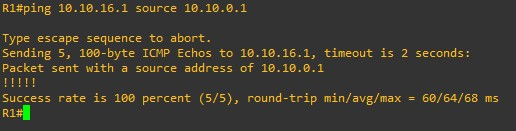 R1#ping 10.10.16.1 source 10.10.0.1
Type escape sequence to abort.
Sending 5, 100-byte ICMP Echos to 10.10.16.1, timeout is 2 seconds:
Packet sent with a source address of 10.10.0.1
!!!!!
Success rate is 100 percent (5/5), round-trip min/avg/max = 60/64/68 ms
R1#